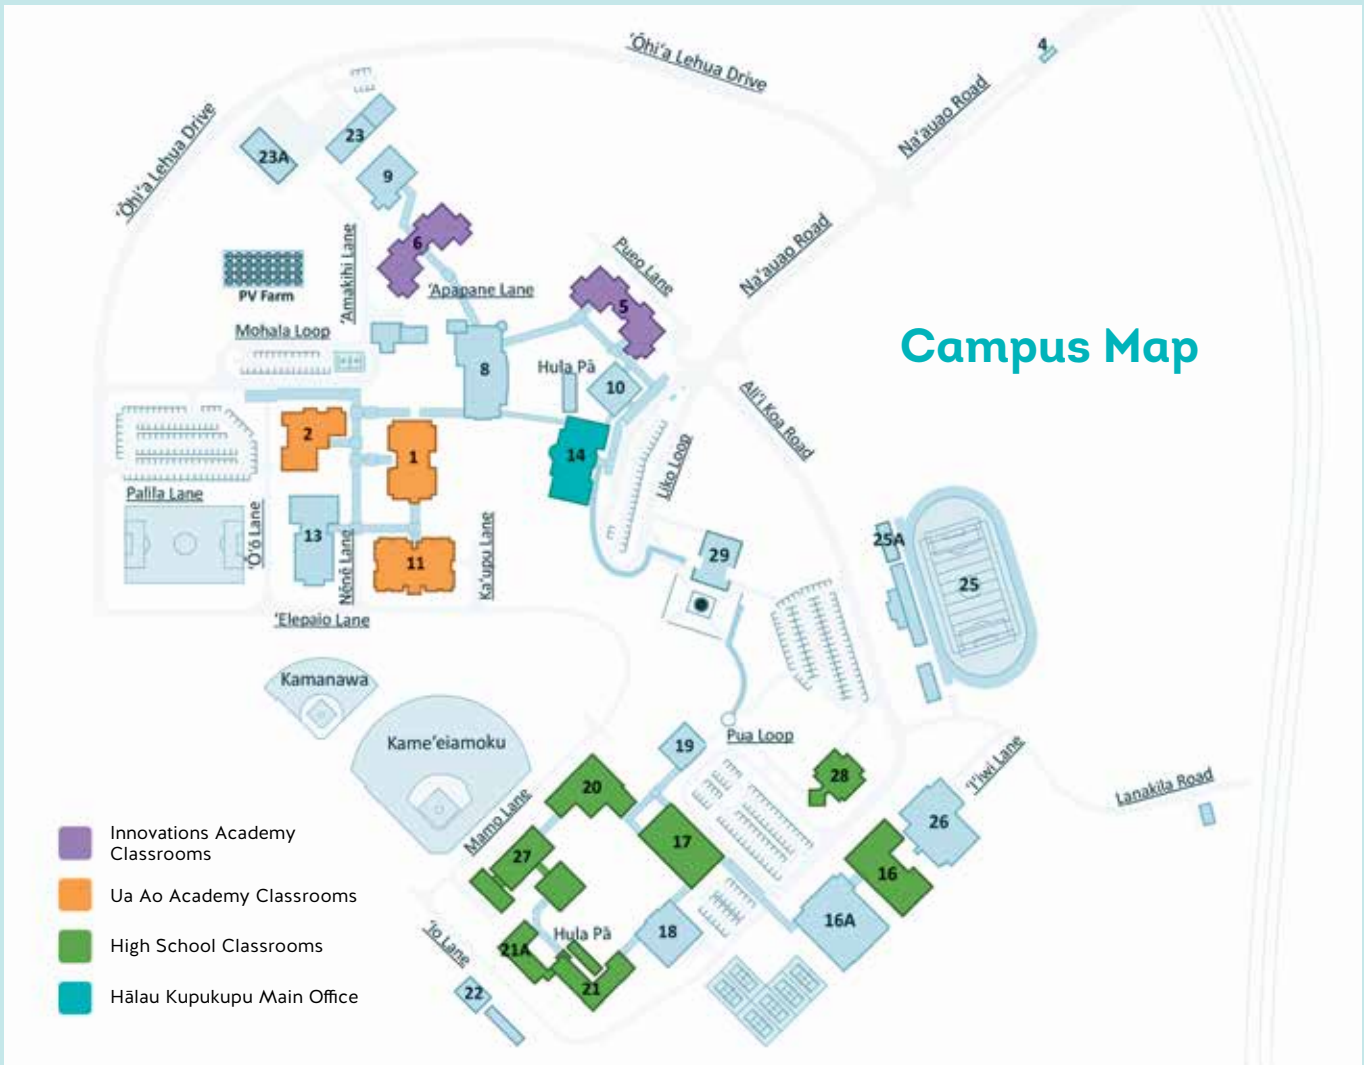 'Ōhi'a Lehua Drive
4
Na'auao Road
'Ōhi'a Lehua Drive
23
23A
9
6
Na'auao Road
Pueo Lane
'Amakihi Lane
PV Farm
'Apapane Lane
5
Mohala Loop
Campus Map
8
Hula Pā
10
Ali'i Koa Road
2
1
14
Liko Loop
Palila Lane
'Ō'ō Lane
13
Nēnē Lane
11
Ka'upu Lane
29
25A
25
'Elepaio Lane
Kamanawa
Kame'eiamoku
19
Pua Loop
28
'I'iwi Lane
Lanakila Road
20
Mamo Lane
17
26
27
16
16A
'Io Lane
21A
Hula Pā
18
21
22
Innovations Academy
Classrooms
Ua Ao Academy Classrooms
High School Classrooms
Hālau Kupukupu Main Office